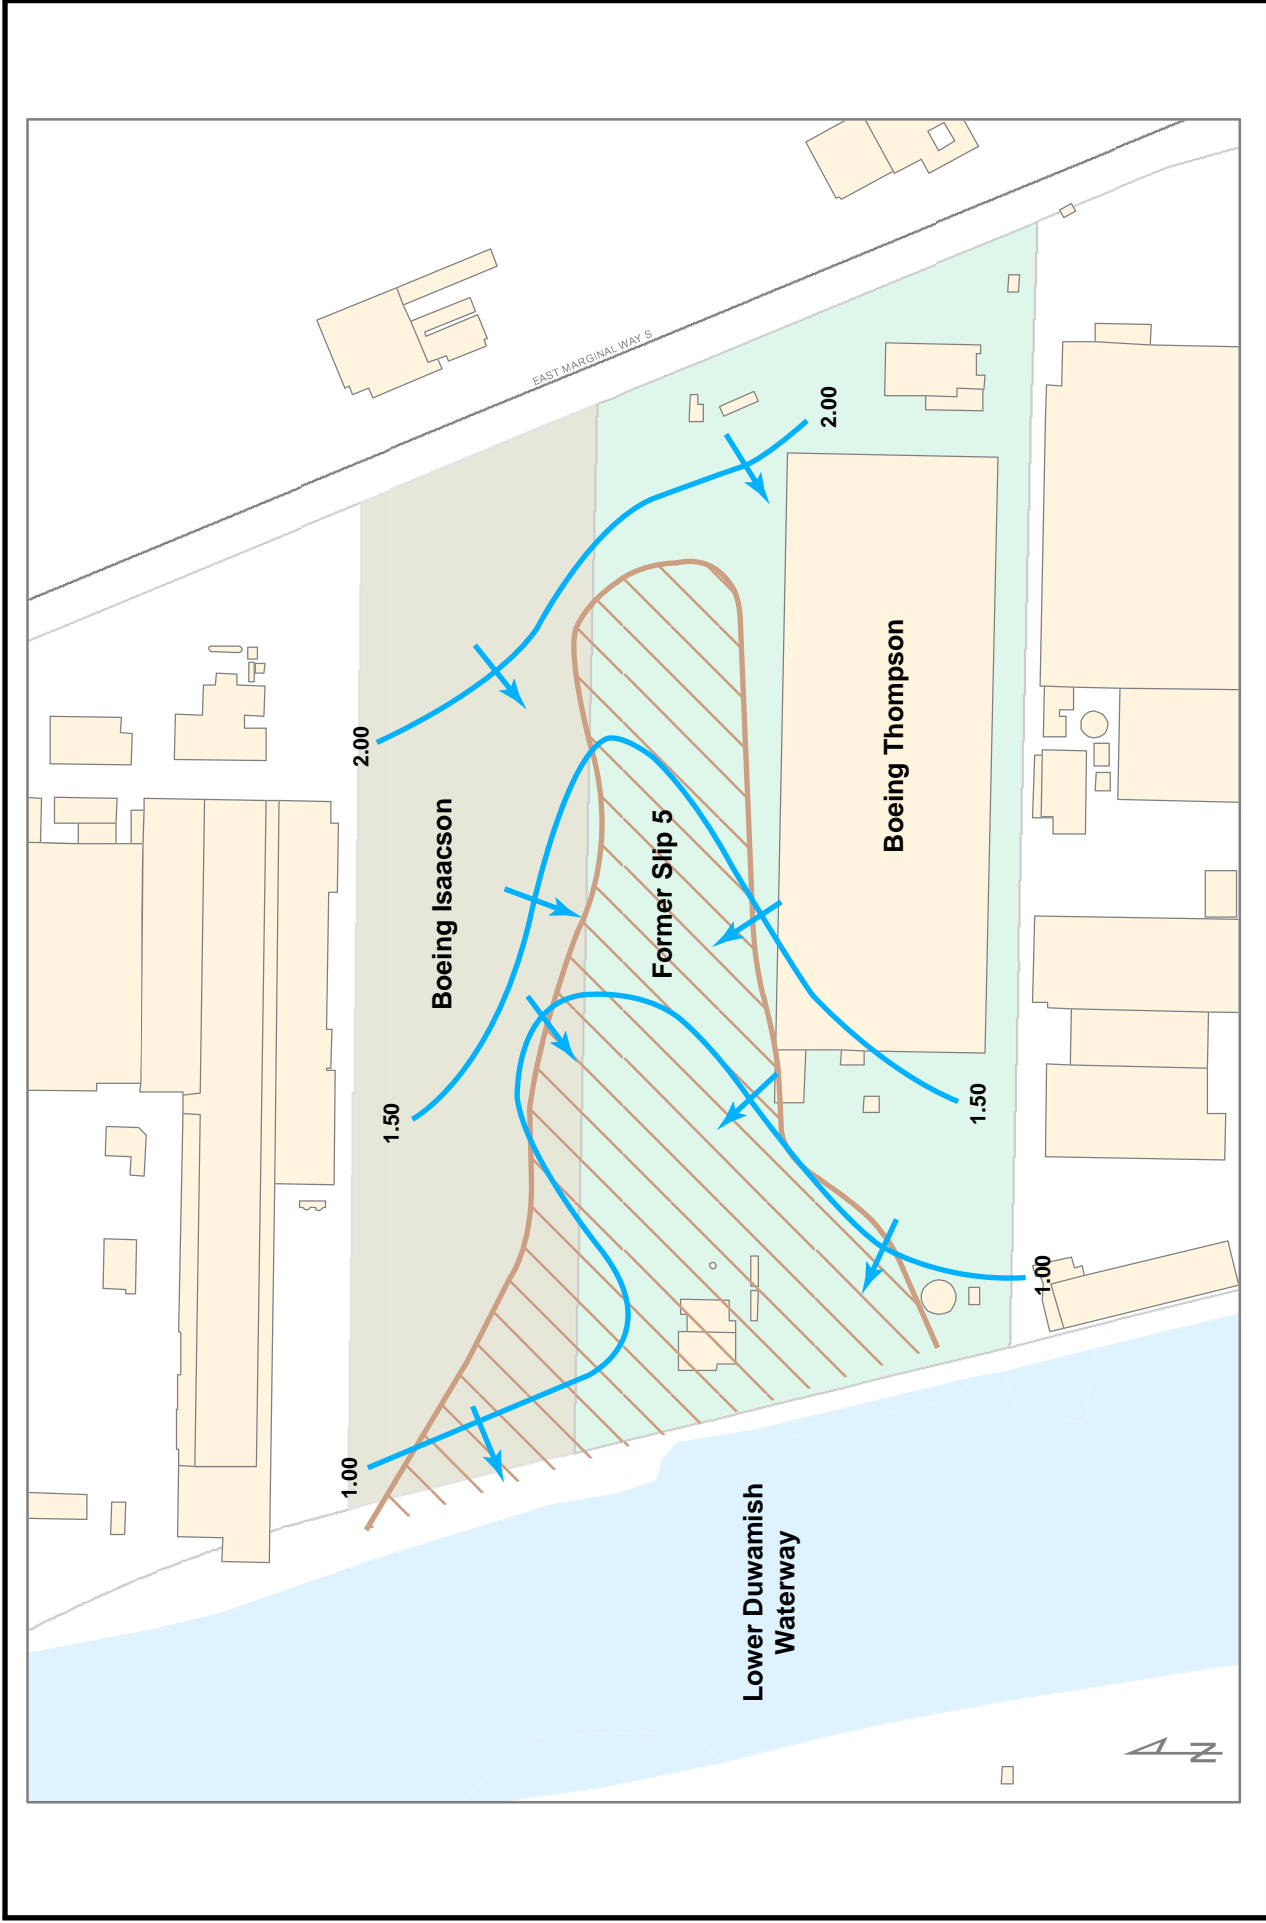 EAST MARGINAL WAY S
2.00
2.00
Boeing Isaacson
Former Slip 5
Boeing Thompson
1.50
1.50
1.00
1.00
Lower Duwamish
Waterway
N